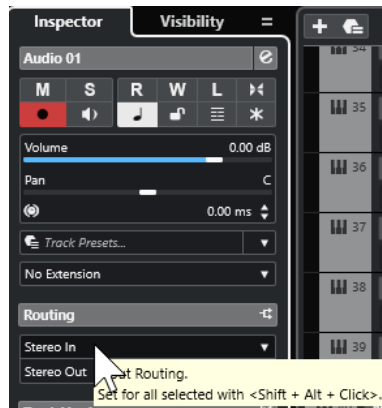 Inspector Visibility
Audio 01
M S R W L
Volume 0.00 dB
Pan C
0.00 ms
Track Presets...
No Extension
Routing
Stereo In
Stereo Out
ut Routing.
Set for all selected with <Shift + Alt + Click>.
34
35
36
37
38
39